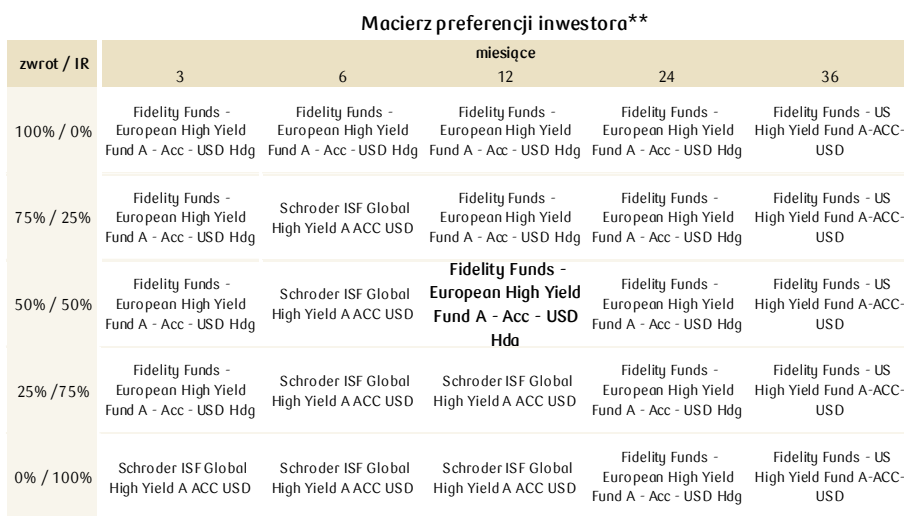 Macierz preferencji inwestora**
zwrot / IR
miesiące
3 6 12 24 36
100% / 0%
Fidelity Funds -
European High Yield
Fund A - Acc - USD Hdg
Fidelity Funds -
European High Yield
Fund A - Acc - USD Hdg
Fidelity Funds -
European High Yield
Fund A - Acc - USD Hdg
Fidelity Funds -
European High Yield
Fund A - Acc - USD Hdg
Fidelity Funds - US
High Yield Fund A-ACC-
USD
75% / 25%
Fidelity Funds -
European High Yield
Fund A - Acc - USD Hdg
Schroder ISF Global
High Yield A ACC USD
Fidelity Funds -
European High Yield
Fund A - Acc - USD Hdg
Fidelity Funds -
European High Yield
Fund A - Acc - USD Hdg
Fidelity Funds - US
High Yield Fund A-ACC-
USD
50% / 50%
Fidelity Funds -
European High Yield
Fund A - Acc - USD Hdg
Schroder ISF Global
High Yield A ACC USD
Fidelity Funds -
European High Yield
Fund A - Acc - USD
Hdg
Fidelity Funds -
European High Yield
Fund A - Acc - USD Hdg
Fidelity Funds - US
High Yield Fund A-ACC-
USD
25% /75%
Fidelity Funds -
European High Yield
Fund A - Acc - USD Hdg
Schroder ISF Global
High Yield A ACC USD
Schroder ISF Global
High Yield A ACC USD
Fidelity Funds -
European High Yield
Fund A - Acc - USD Hdg
Fidelity Funds - US
High Yield Fund A-ACC-
USD
0% / 100%
Schroder ISF Global
High Yield A ACC USD
Schroder ISF Global
High Yield A ACC USD
Schroder ISF Global
High Yield A ACC USD
Fidelity Funds -
European High Yield
Fund A - Acc - USD Hdg
Fidelity Funds - US
High Yield Fund A-ACC-
USD